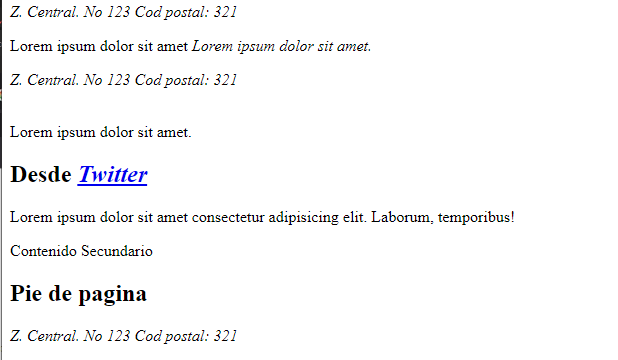 Z. Central. No 123 Cod postal: 321
Lorem ipsum dolor sit amet Lorem ipsum dolor sit amet.
Z. Central. No 123 Cod postal: 321
Lorem ipsum dolor sit amet.
Desde Twitter
Lorem ipsum dolor sit amet consectetur adipisicing elit. Laborum, temporibus!
Contenido Secundario
Pie de pagina
Z. Central. No 123 Cod postal: 321